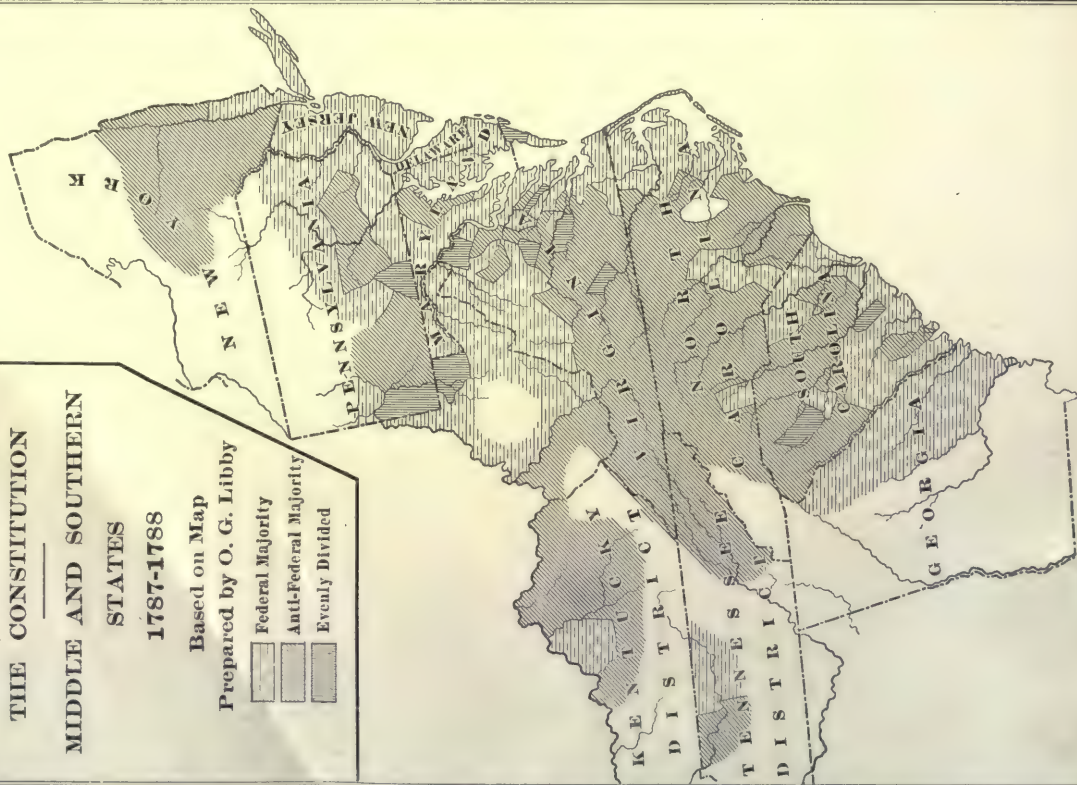 THE CONSTITUTION
MIDDLE AND SOUTHERN
STATES
1787-1788
Based on Map
Prepared by O. G. Libby
Federal Majority
Anti-Federal Majority
Evenly Divided
NEW YORK
NEW JERSEY
PENNSYLVANIA
DELAWARE
MARYLAND
VIRGINIA
KENTUCKY
DISTRICT
NORTH
CAROLINA
TENNESSEE
DISTRICT
SOUTH
CAROLINA
GEORGIA